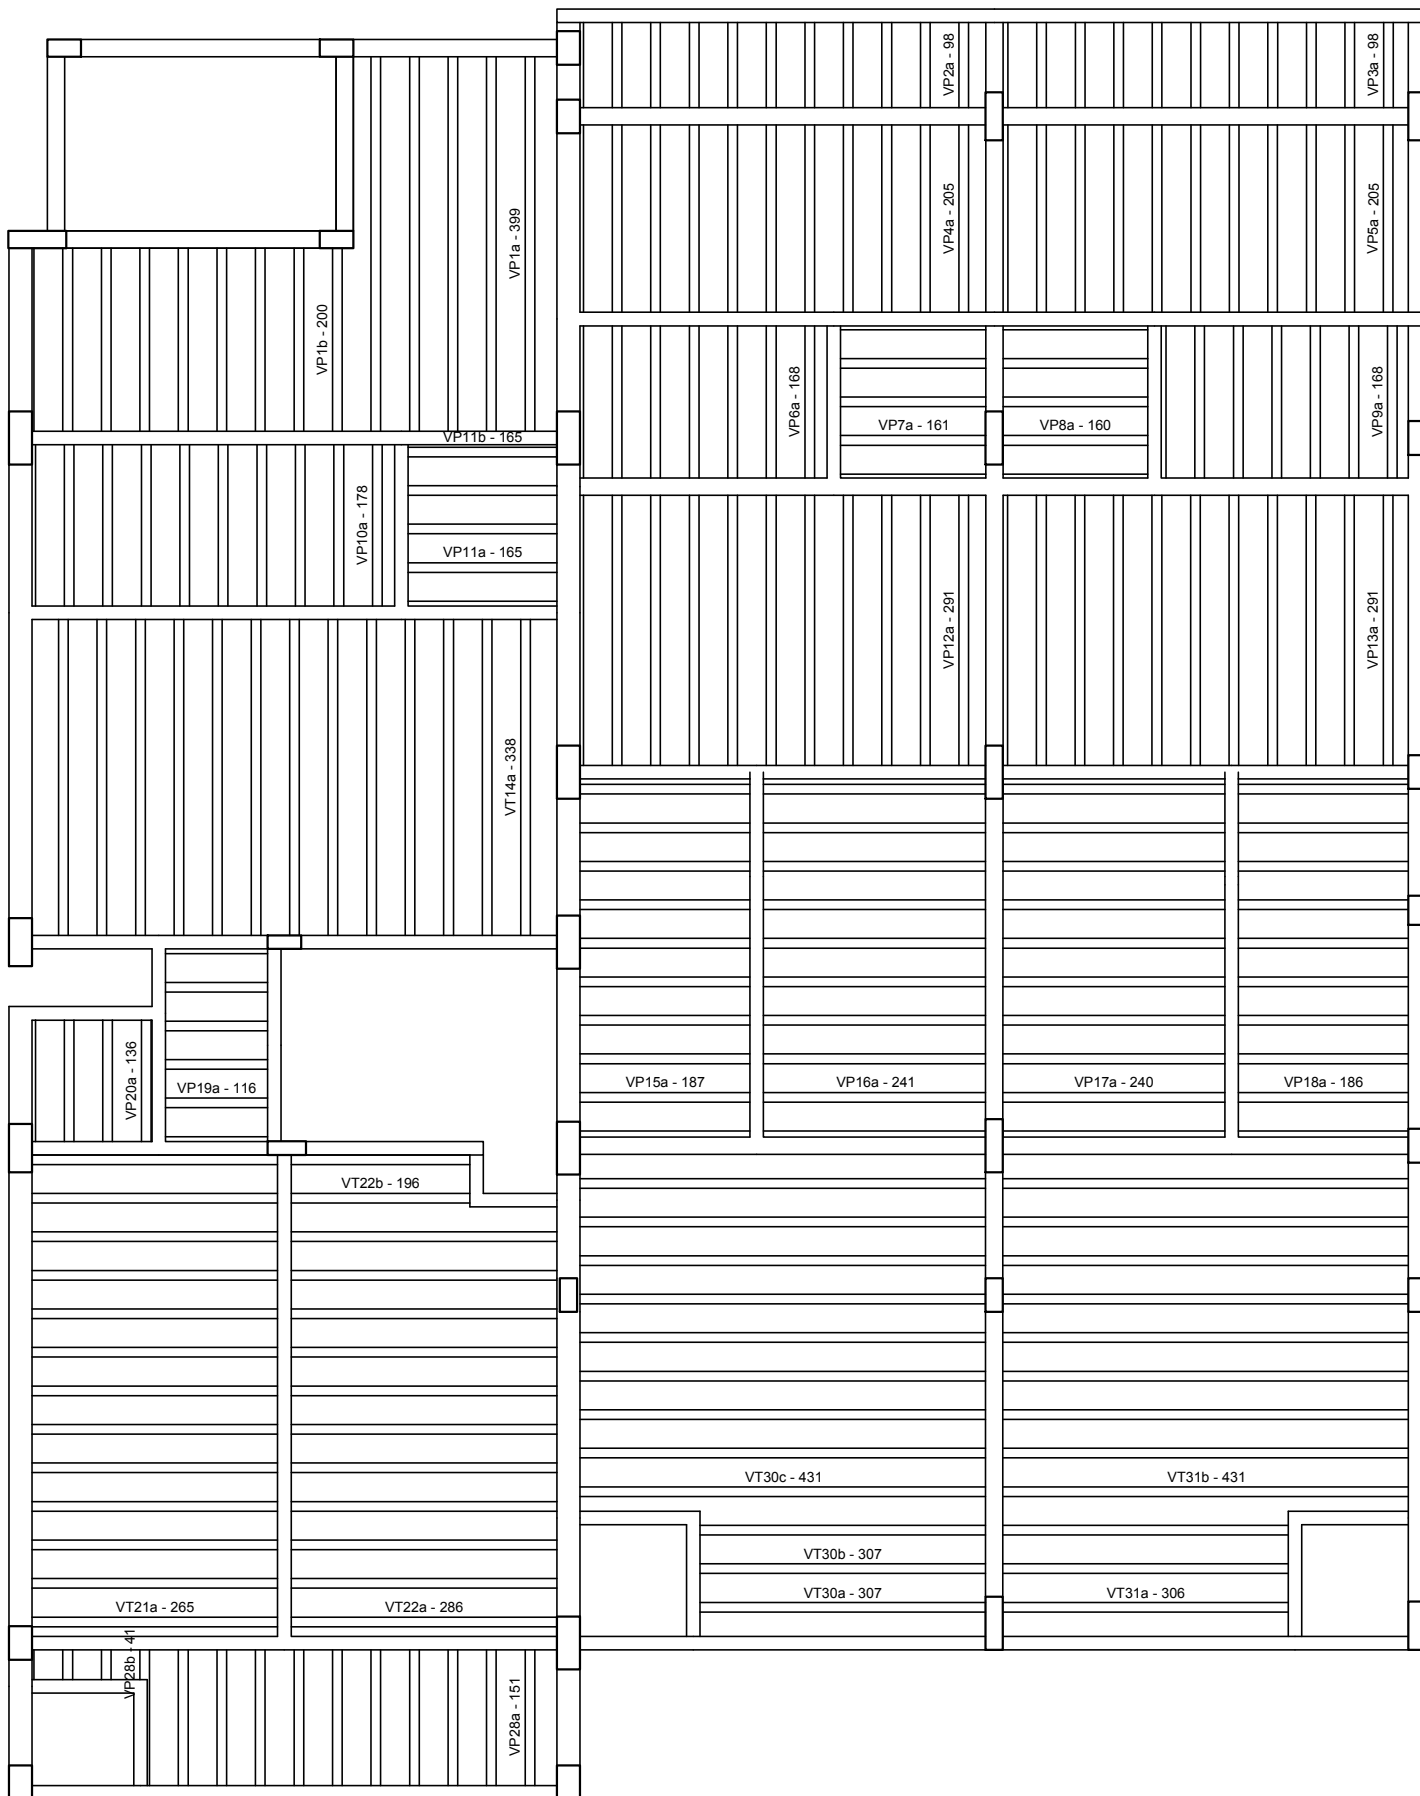 VP2a - 98
VP3a - 98
VP1a - 399
VP4a - 205
VP5a - 205
VP1b - 200
VP6a - 168
VP7a - 161
VP8a - 160
VP9a - 168
VP11b - 165
VP10a - 178
VP11a - 165
VP12a - 291
VP13a - 291
VT14a - 338
VP20a - 136
VP19a - 116
VP15a - 187
VP16a - 241
VP17a - 240
VP18a - 186
VT22b - 196
VT30c - 431
VT31b - 431
VT30b - 307
VT30a - 307
VT31a - 306
VT21a - 265
VT22a - 286
VP28b - 41
VP28a - 151